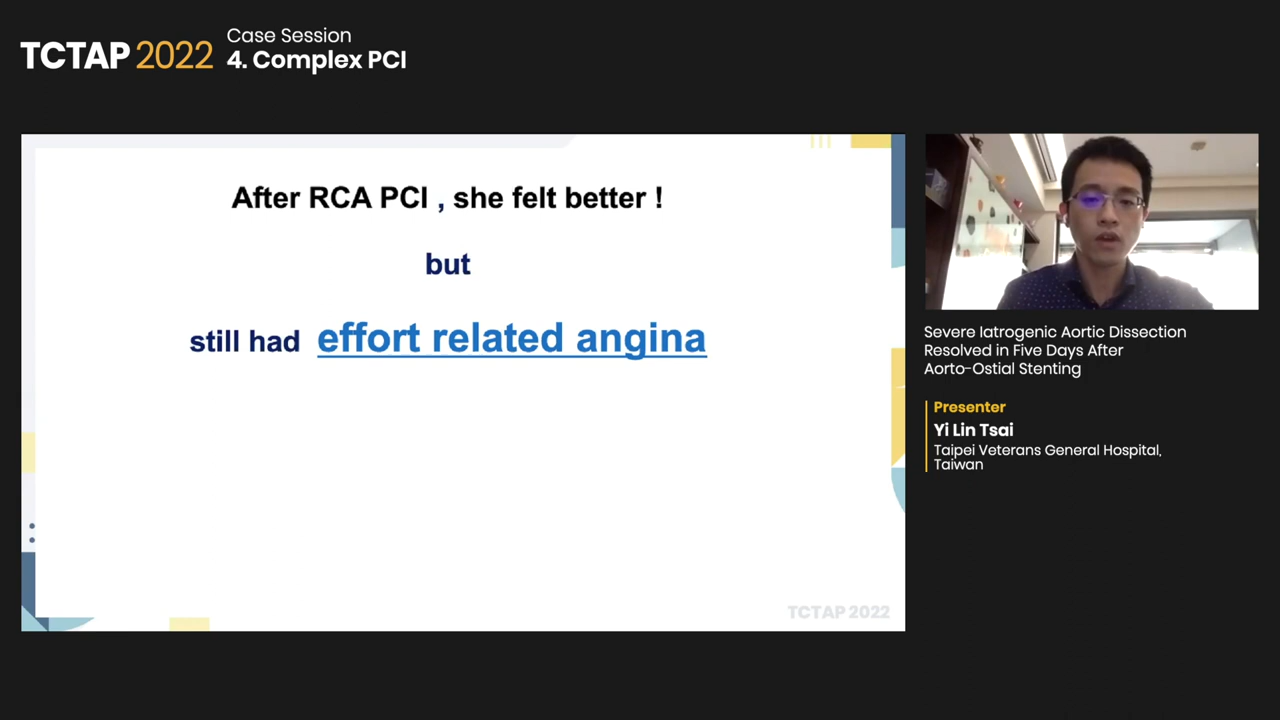 TCTAP 2022
Case Session
4. Complex PCI
After RCA PCI , she felt better !
but
still had effort related angina
TCTAP 2022
Severe Iatrogenic Aortic Dissection
Resolved in Five Days After
Aorto-Ostial Stenting
Presenter
Yi Lin Tsai
Taipei Veterans General Hospital,
Taiwan